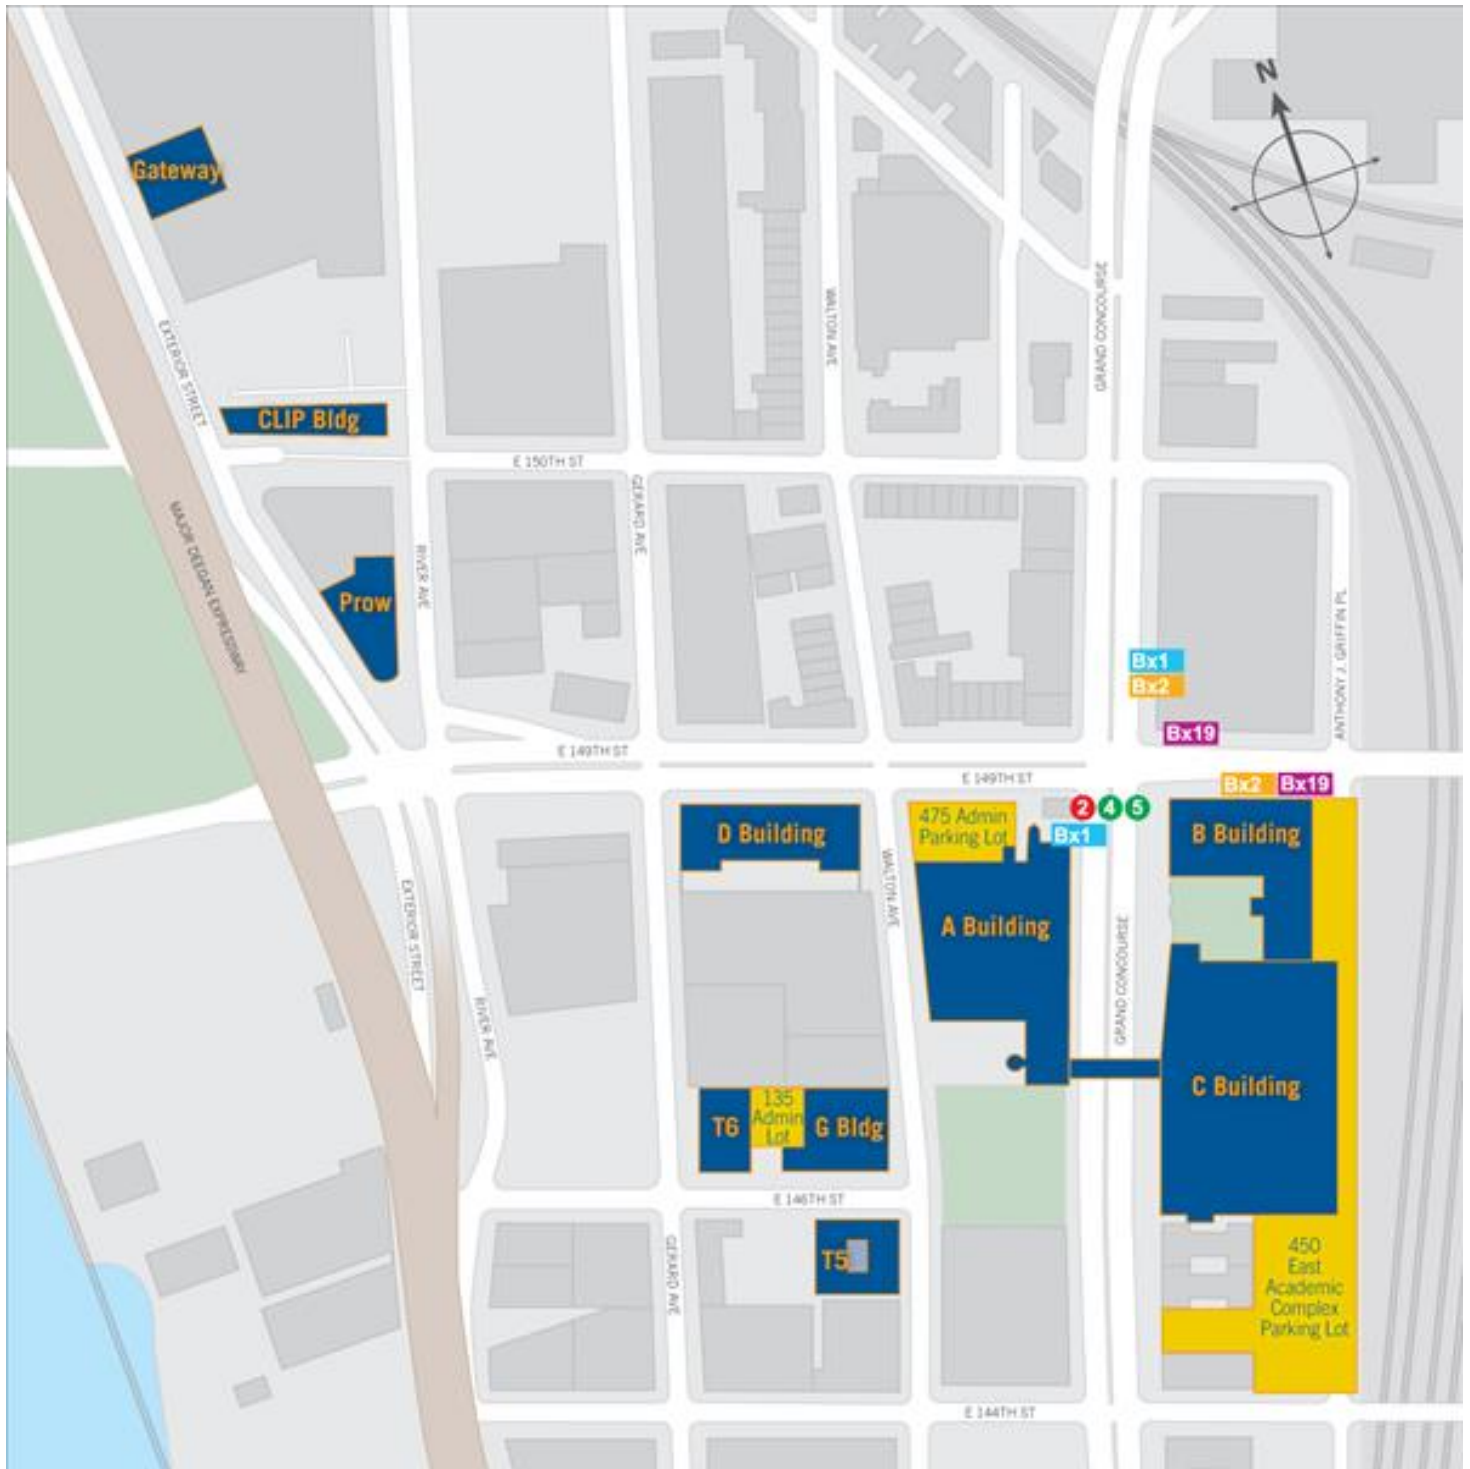 N
Gateway
GRAND CONCOURSE
WALTON AVE
EXTERIOR STREET
CLIP Bldg
E 150TH ST
GERARD AVE
MAJOR DEEGAN EXPRESSWAY
RIVER AVE
Prow
ANTHONY J. GRIFFIN PL
Bx1
Bx2
Bx19
E 149TH ST
E 149TH ST
Bx2 Bx19
2 4 5
Bx1
475 Admin
Parking Lot
D Building
B Building
WALTON AVE
A Building
EXTERIOR STREET
GRAND CONCOURSE
RIVER AVE
C Building
135
Admin
Lot
T6
G Bldg
E 146TH ST
T5
GERARD AVE
450
East
Academic
Complex
Parking Lot
E 144TH ST